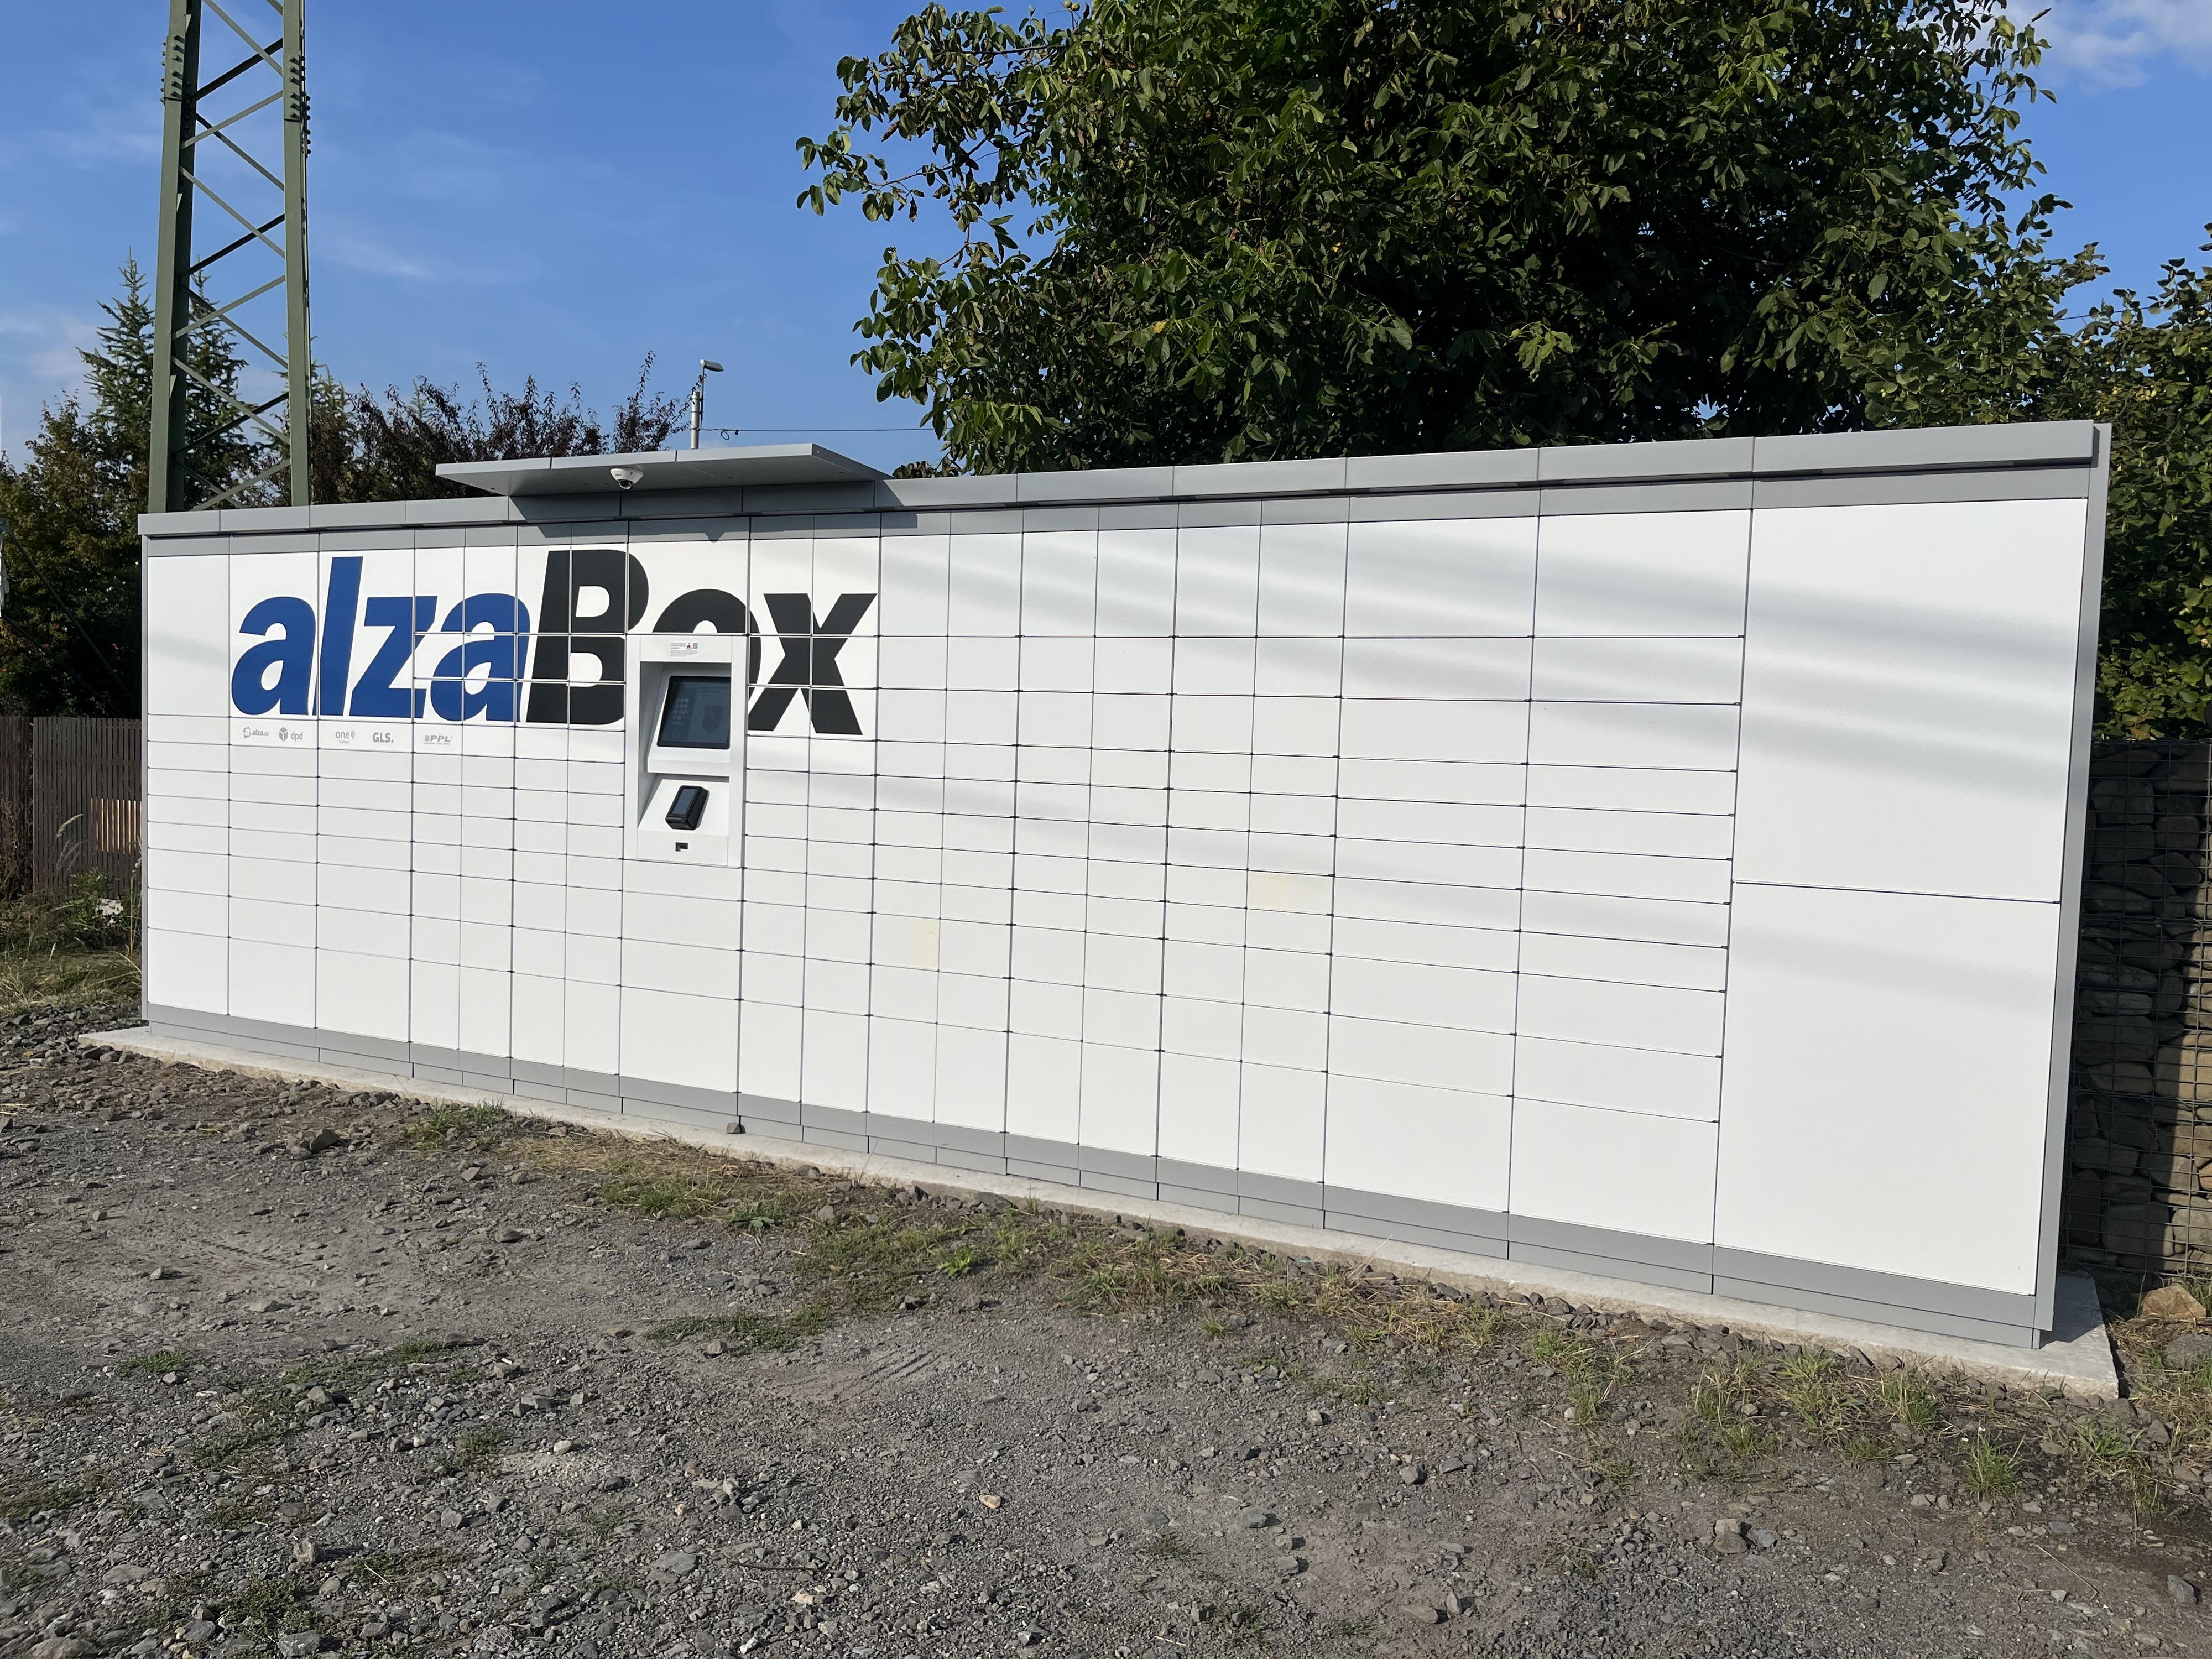 alzaBox
alza.cz dpd one GLS. PPL